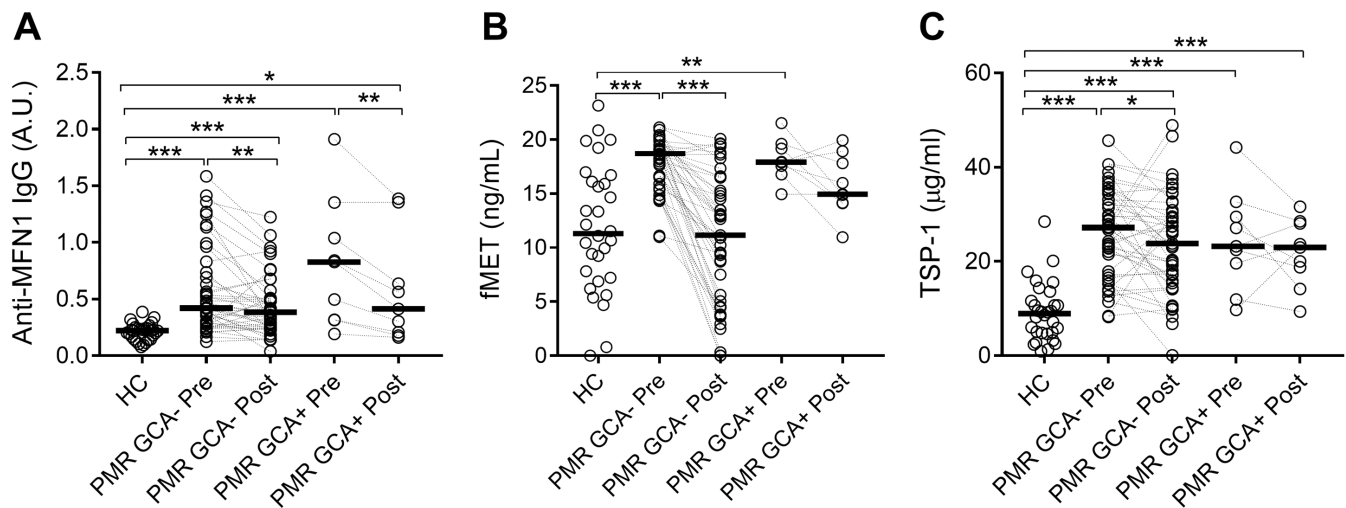 A
Anti-MFN1 IgG (A.U.)
2.5
2.0
1.5
1.0
0.5
0.0
*
***
**
***
***
**
HC
PMR GCA- Pre
PMR GCA- Post
PMR GCA+ Pre
PMR GCA+ Post
B
fMET (ng/mL)
25
20
15
10
5
0
**
***
***
HC
PMR GCA- Pre
PMR GCA- Post
PMR GCA+ Pre
PMR GCA+ Post
C
TSP-1 (μg/ml)
60
40
20
0
***
***
***
***
*
HC
PMR GCA- Pre
PMR GCA- Post
PMR GCA+ Pre
PMR GCA+ Post